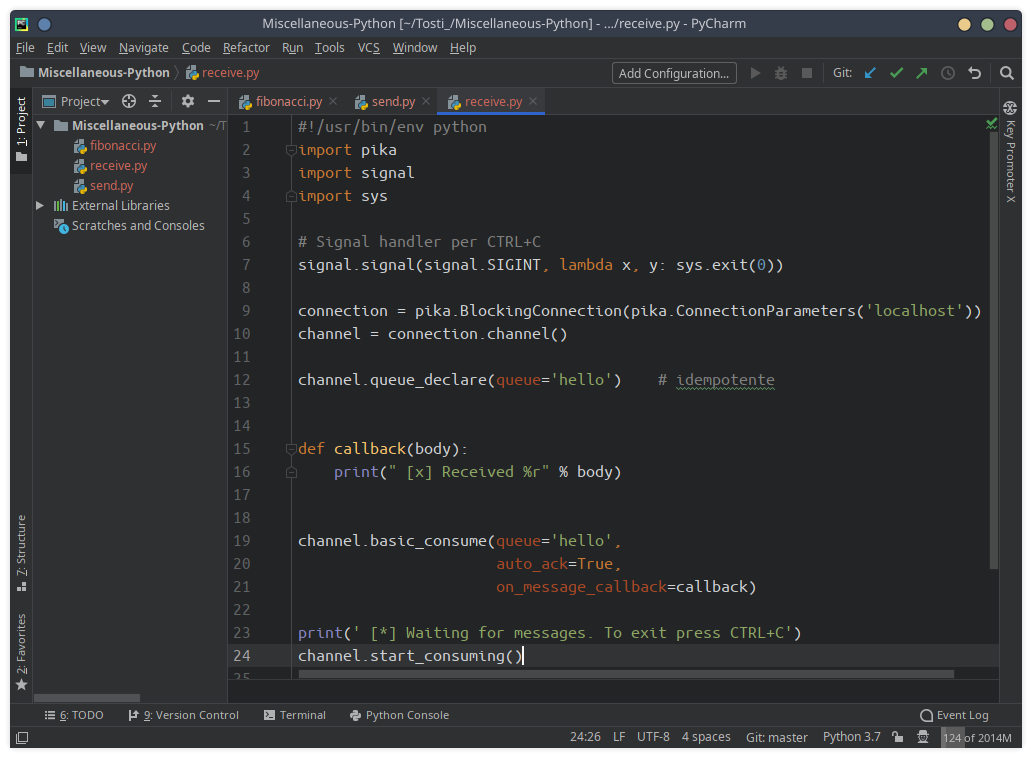 Miscellaneous-Python [~/Tosti_/Miscellaneous-Python] - .../receive.py - PyCharm
File Edit View Navigate Code Refactor Run Tools VCS Window Help
Miscellaneous-Python receive.py Add Configuration... Git:
1: Project
7: Structure
2: Favorites
Project
Miscellaneous-Python ~/T
fibonacci.py
receive.py
send.py
External Libraries
Scratches and Consoles
fibonacci.py send.py receive.py
1 #!/usr/bin/env python
2 import pika
3 import signal
4 import sys
5
6 # Signal handler per CTRL+C
7 signal.signal(signal.SIGINT, lambda x, y: sys.exit(0))
8
9 connection = pika.BlockingConnection(pika.ConnectionParameters('localhost'))
10 channel = connection.channel()
11
12 channel.queue_declare(queue='hello')    # idempotente
13
14
15 def callback(body):
16     print(" [x] Received %r" % body)
17
18
19 channel.basic_consume(queue='hello',
20                       auto_ack=True,
21                       on_message_callback=callback)
22
23 print(' [*] Waiting for messages. To exit press CTRL+C')
24 channel.start_consuming()
25
Key Promoter X
6: TODO 9: Version Control Terminal Python Console Event Log
24:26 LF UTF-8 4 spaces Git: master Python 3.7 124 of 2014M